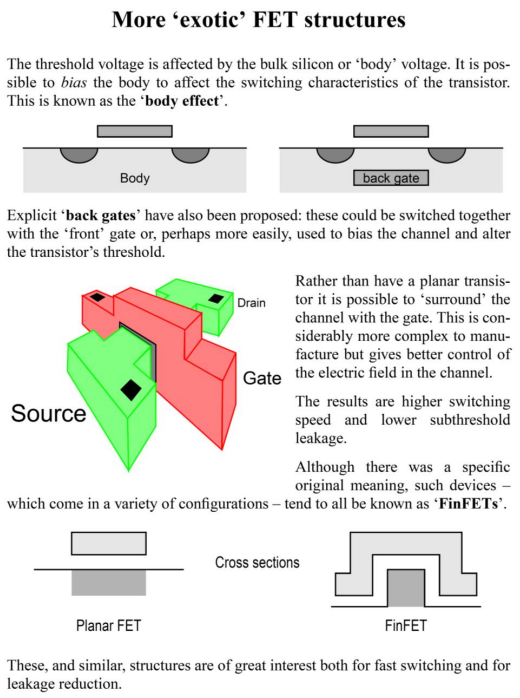 More ‘exotic’ FET structures
The threshold voltage is affected by the bulk silicon or ‘body’ voltage. It is pos-
sible to bias the body to affect the switching characteristics of the transistor.
This is known as the ‘body effect’.
Body
back gate
Explicit ‘back gates’ have also been proposed: these could be switched together
with the ‘front’ gate or, perhaps more easily, used to bias the channel and alter
the transistor’s threshold.
Drain
Gate
Source
Rather than have a planar transis-
tor it is possible to ‘surround’ the
channel with the gate. This is con-
siderably more complex to manu-
facture but gives better control of
the electric field in the channel.
The results are higher switching
speed and lower subthreshold
leakage.
Although there was a specific
original meaning, such devices –
which come in a variety of configurations – tend to all be known as ‘FinFETs’.
Cross sections
Planar FET
FinFET
These, and similar, structures are of great interest both for fast switching and for
leakage reduction.